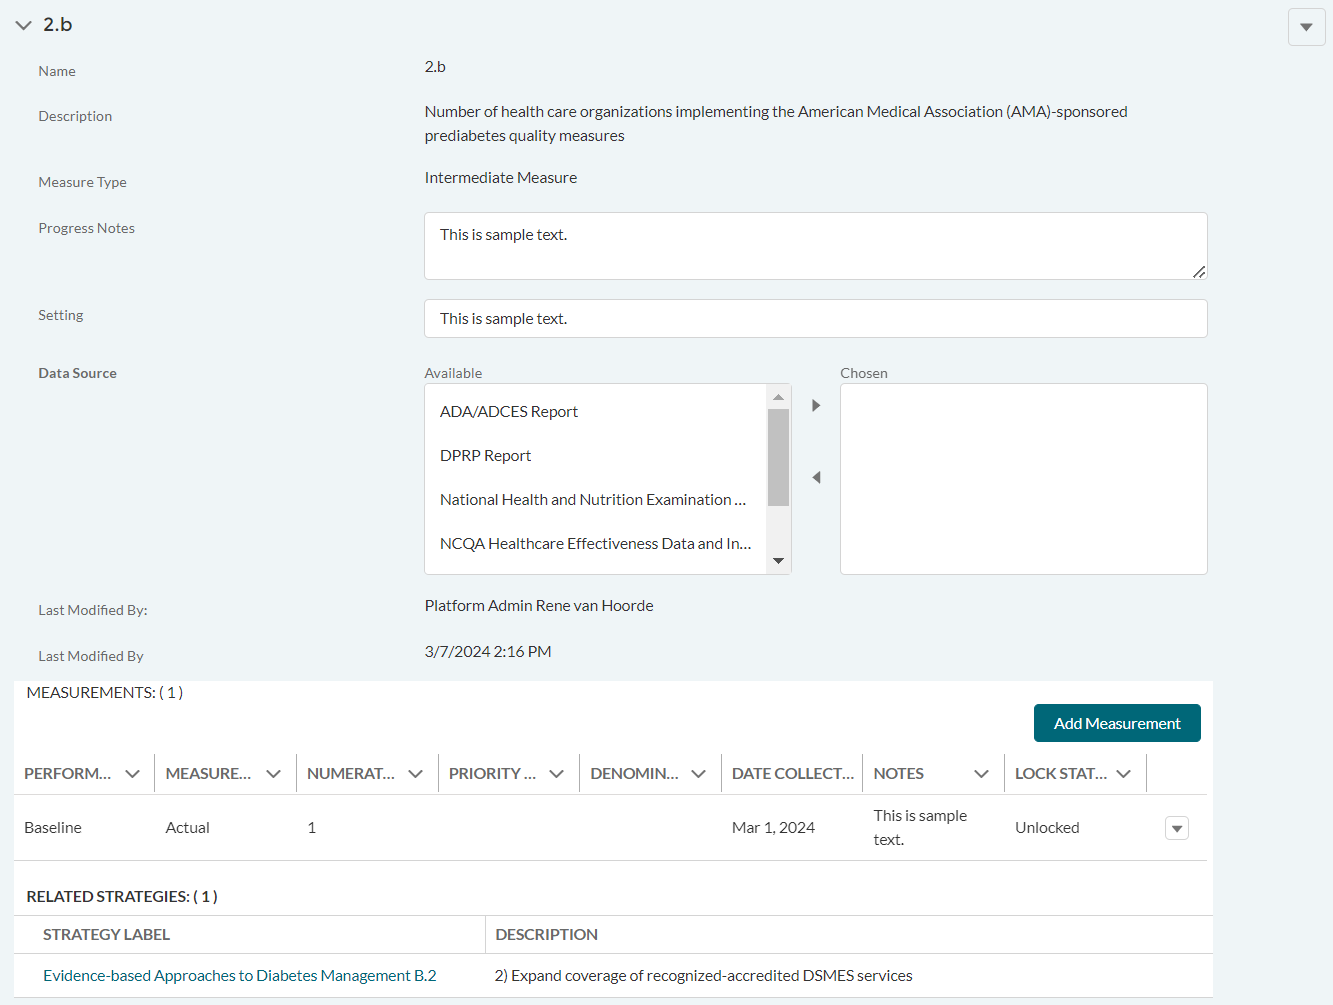 2.b
Name
2.b
Description
Number of health care organizations implementing the American Medical Association (AMA)-sponsored
prediabetes quality measures
Measure Type
Intermediate Measure
Progress Notes
This is sample text.
Setting
This is sample text.
Data Source
Available
ADA/ADCES Report
DPRP Report
National Health and Nutrition Examination ...
NCQA Healthcare Effectiveness Data and In...
Chosen
Last Modified By:
Platform Admin Rene van Hoorde
Last Modified By
3/7/2024 2:16 PM
MEASUREMENTS: ( 1 )
Add Measurement
PERFORM... MEASURE... NUMERAT... PRIORITY ... DENOMIN... DATE COLLECT... NOTES LOCK STAT...
Baseline Actual 1 Mar 1, 2024 This is sample
text. Unlocked
RELATED STRATEGIES: ( 1 )
STRATEGY LABEL DESCRIPTION
Evidence-based Approaches to Diabetes Management B.2 2) Expand coverage of recognized-accredited DSMES services